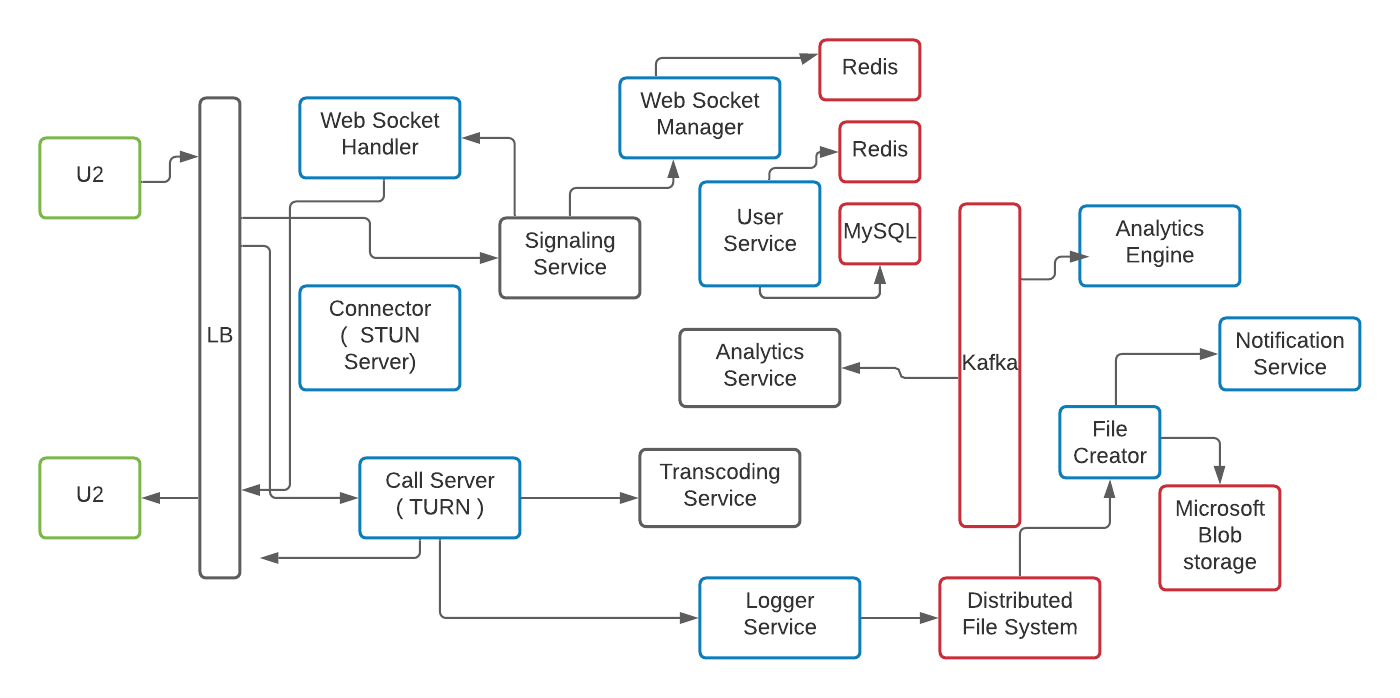 Redis
Web Socket
Manager
Web Socket
Handler
U2
Redis
User
Service
MySQL
Signaling
Service
Analytics
Engine
Connector
( STUN
Server)
LB
Analytics
Service
Kafka
Notification
Service
File
Creator
U2
Call Server
( TURN )
Transcoding
Service
Microsoft
Blob
storage
Logger
Service
Distributed
File System